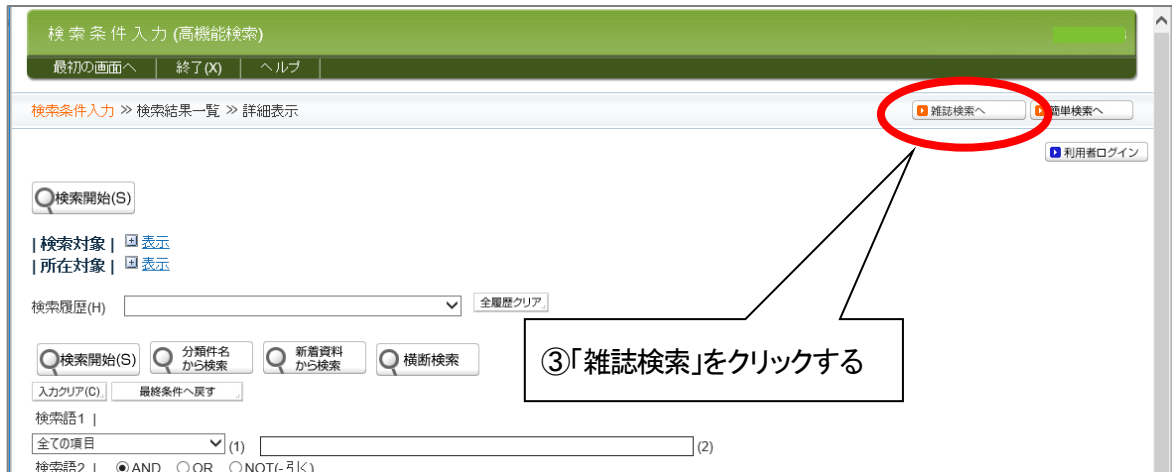 検索条件入力 (高機能検索)
最初の画面へ | 終了(X) | ヘルプ |
検索条件入力 ≫ 検索結果一覧 ≫ 詳細表示
雑誌検索へ
簡単検索へ
利用者ログイン
検索開始(S)
| 検索対象 | 表示
| 所在対象 | 表示
検索履歴(H)
全履歴クリア
③「雑誌検索」をクリックする
検索開始(S)
分類件名
から検索
新着資料
から検索
横断検索
入力クリア(C)
最終条件へ戻す
検索語1 |
全ての項目 (1) (2)
検索語2 | AND OR NOT(-引く)